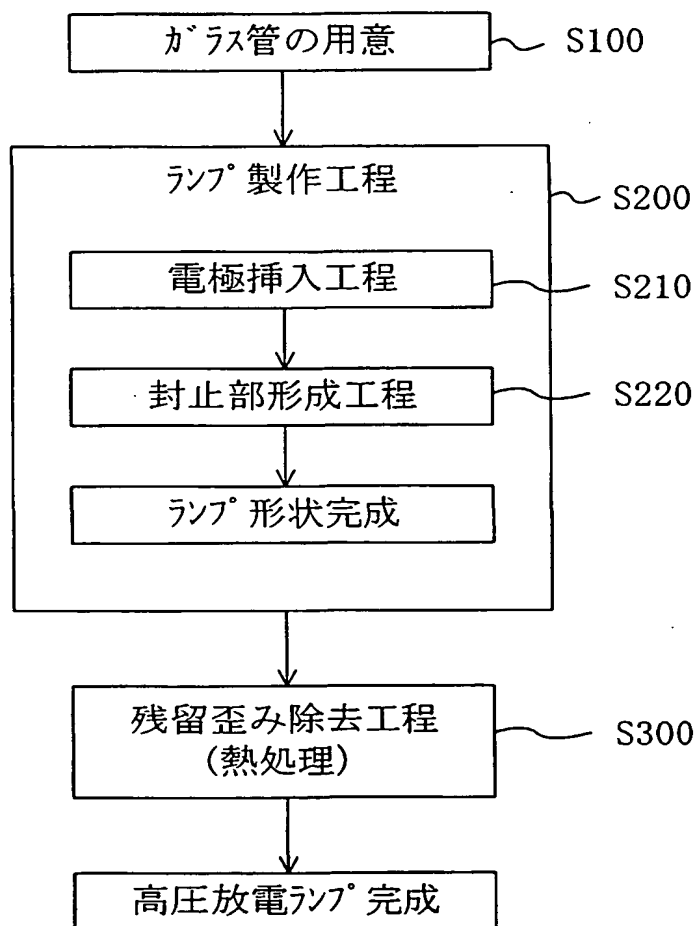 ｶﾞﾗｽ管の用意 S100
ﾗﾝﾌﾟ製作工程 S200
電極挿入工程 S210
封止部形成工程 S220
ﾗﾝﾌﾟ形状完成
残留歪み除去工程 S300
(熱処理)
高圧放電ﾗﾝﾌﾟ完成